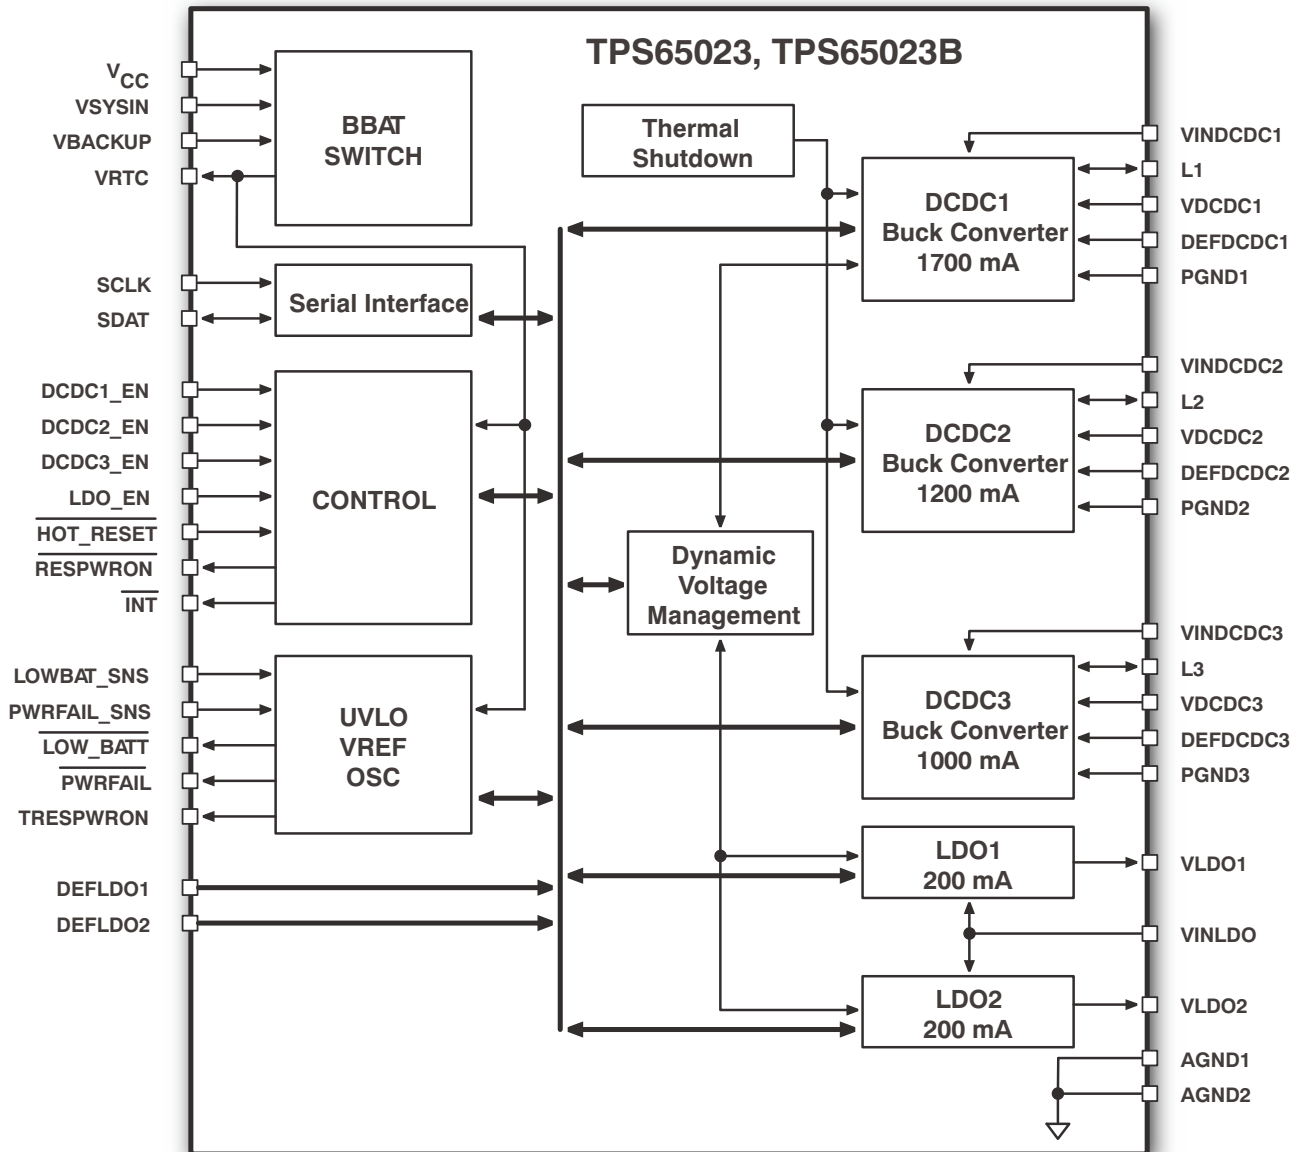 TPS65023, TPS65023B
VCC
VSYSIN
VBACKUP
VRTC
BBAT
SWITCH
SCLK
SDAT
Serial Interface
DCDC1_EN
DCDC2_EN
DCDC3_EN
LDO_EN
HOT_RESET
RESPWRON
INT
CONTROL
LOWBAT_SNS
PWRFAIL_SNS
LOW_BATT
PWRFAIL
TRESPWRON
UVLO
VREF
OSC
DEFLDO1
DEFLDO2
Thermal
Shutdown
Dynamic
Voltage
Management
DCDC1
Buck Converter
1700 mA
VINDCDC1
L1
VDCDC1
DEFDCDC1
PGND1
DCDC2
Buck Converter
1200 mA
VINDCDC2
L2
VDCDC2
DEFDCDC2
PGND2
DCDC3
Buck Converter
1000 mA
VINDCDC3
L3
VDCDC3
DEFDCDC3
PGND3
LDO1
200 mA
VLDO1
VINLDO
LDO2
200 mA
VLDO2
AGND1
AGND2